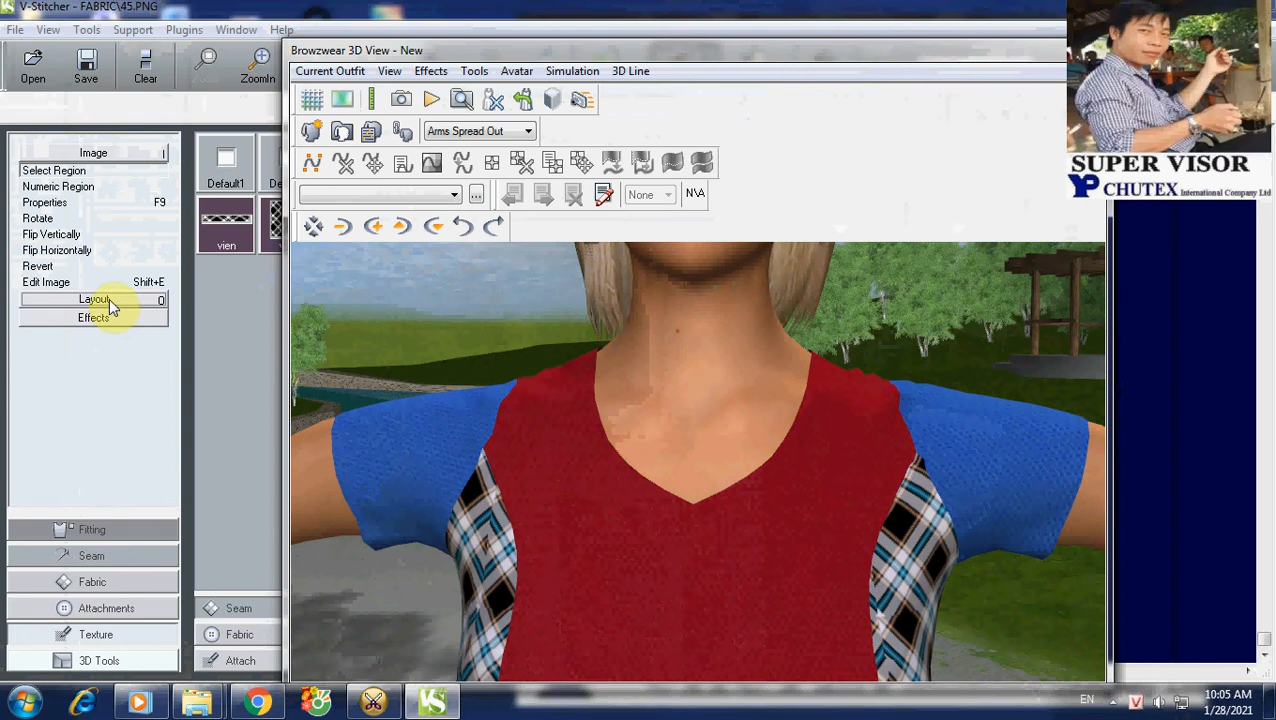 V-Stitcher - FABRIC\45.PNG
File View Tools Support Plugins Window Help
Open Save Clear ZoomIn
Browzwear 3D View - New
Current Outfit View Effects Tools Avatar Simulation 3D Line
Arms Spread Out
None N\A
SUPER VISOR
CHUTEX International Company Ltd
Image
Select Region
Numeric Region
Properties F9
Rotate
Flip Vertically
Flip Horizontally
Revert
Edit Image Shift+E
Layout
Effects
Default1
vien
Fitting
Seam
Fabric
Attachments
Texture
3D Tools
Seam
Fabric
Attach
EN
10:05 AM
1/28/2021